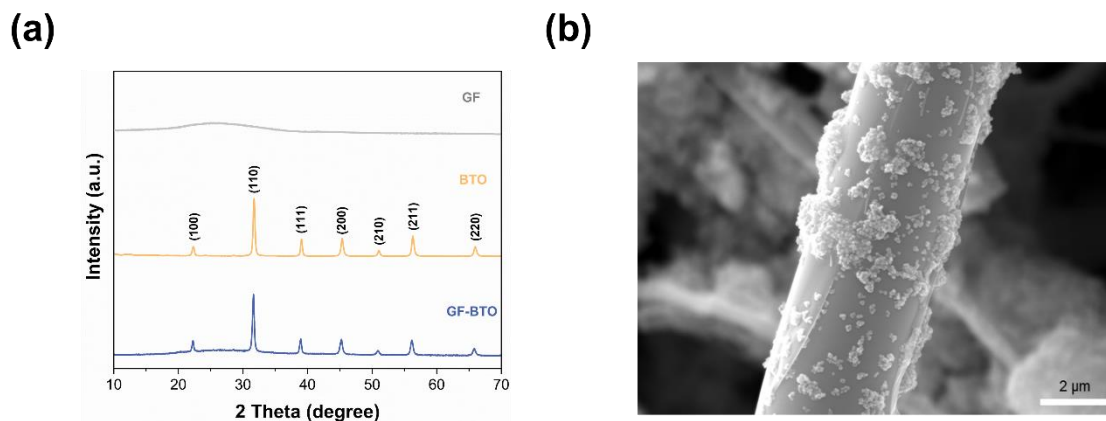 (a)
(b)
GF
BTO
(100)
(110)
(111)
(200)
(210)
(211)
(220)
GF-BTO
Intensity (a.u.)
10
20
30
40
50
60
70
2 Theta (degree)
2 µm